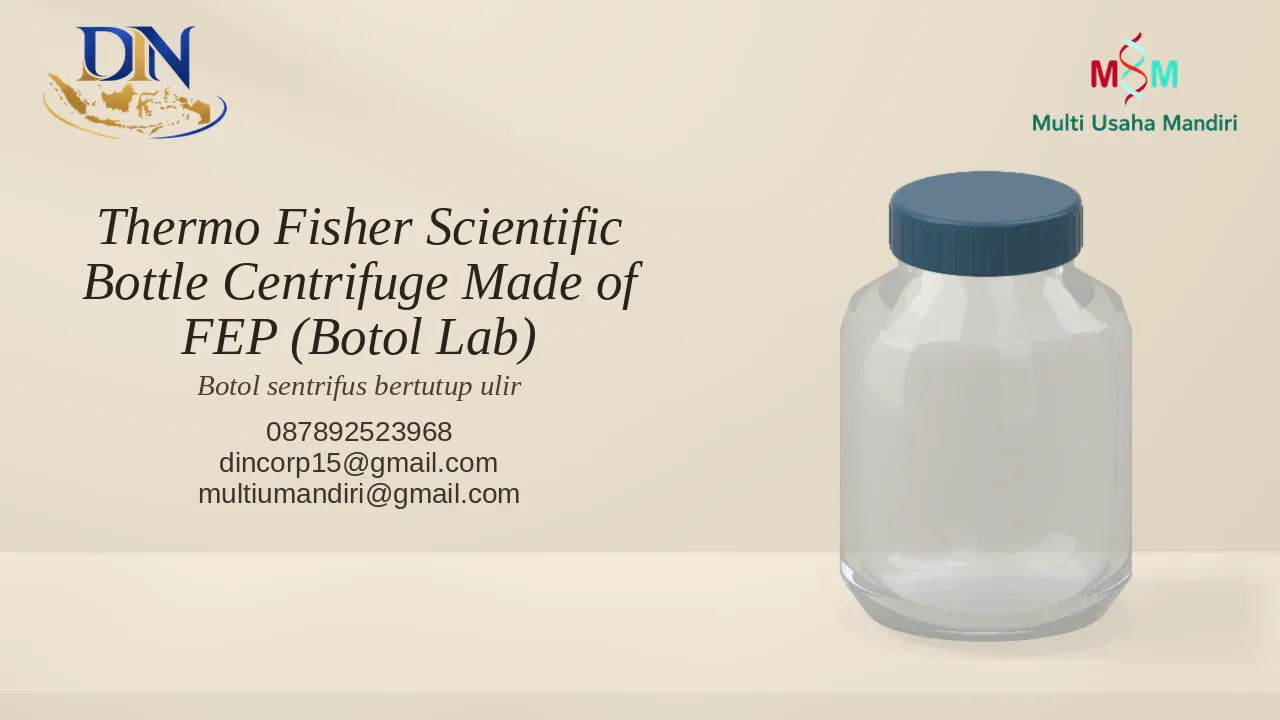 DIN
MSM
Multi Usaha Mandiri
Thermo Fisher Scientific
Bottle Centrifuge Made of
FEP (Botol Lab)
Botol sentrifus bertutup ulir
087892523968
dincorp15@gmail.com
multiumandiri@gmail.com